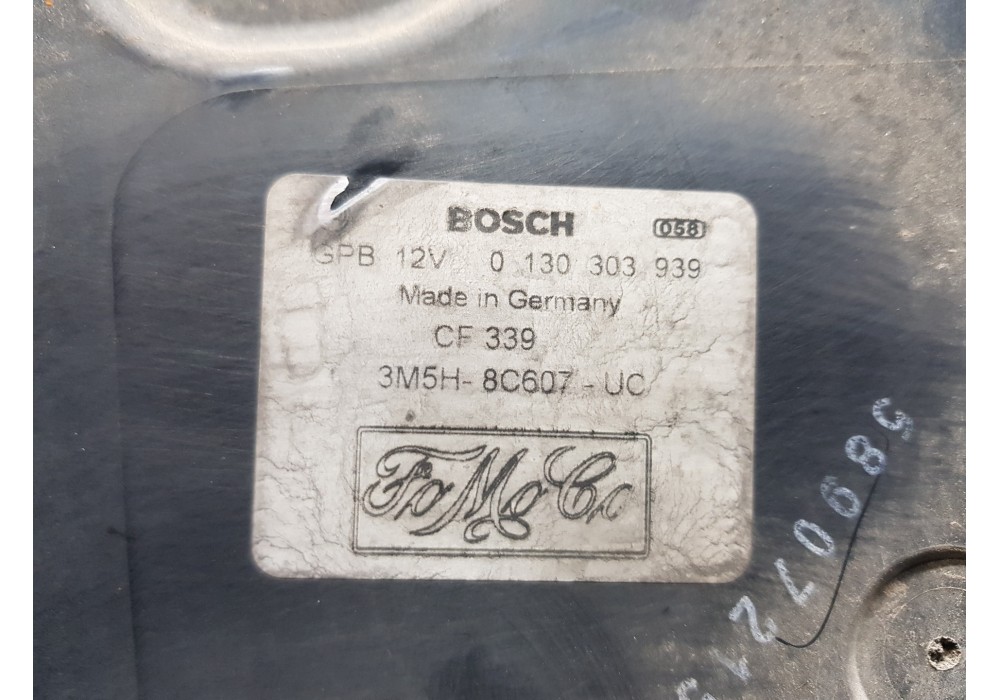 BOSCH 058
GPB 12V 0 130 303 939
Made in Germany
CF 339
3M5H- 8C607 - UC
FoMoCo